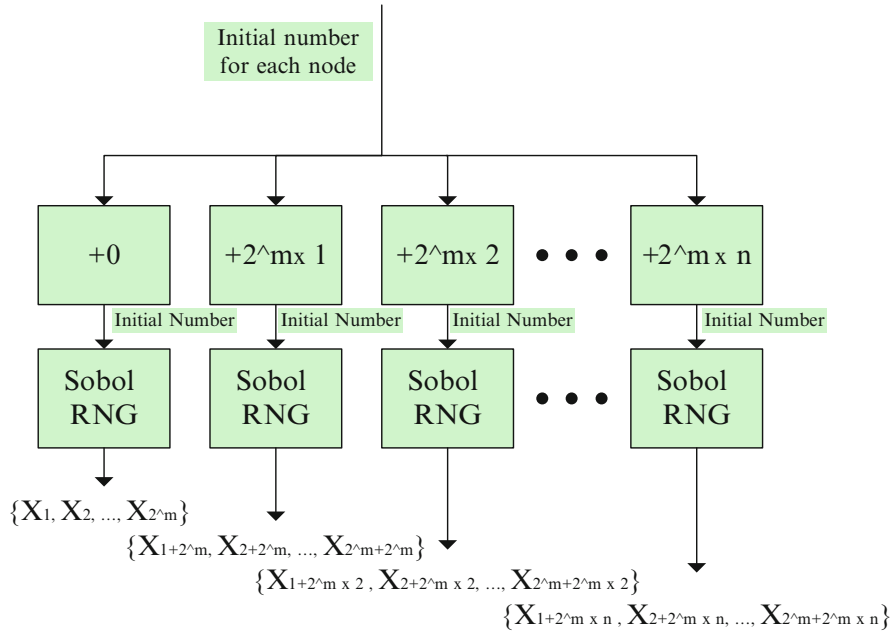 Initial number
for each node
+0
+2^mx 1
+2^mx 2
+2^m x n
Initial Number
Initial Number
Initial Number
Initial Number
Sobol
RNG
Sobol
RNG
Sobol
RNG
Sobol
RNG
{X1, X2, ..., X2^m}
{X1+2^m, X2+2^m, ..., X2^m+2^m}
{X1+2^m x 2 , X2+2^m x 2, ..., X2^m+2^m x 2}
{X1+2^m x n , X2+2^m x n, ..., X2^m+2^m x n}